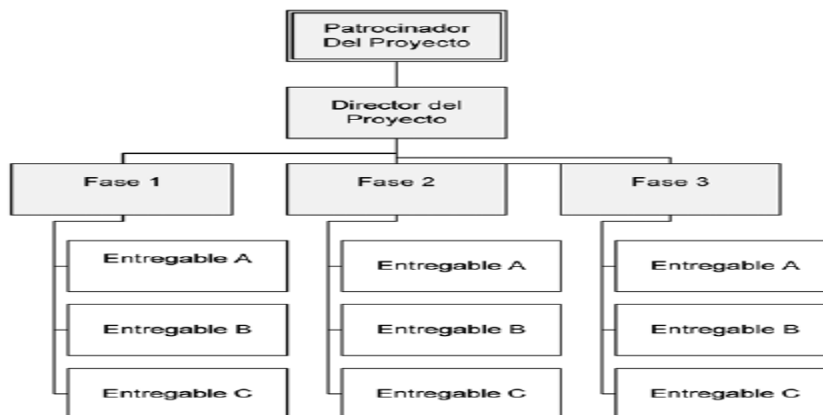 Patrocinador
Del Proyecto
Director del
Proyecto
Fase 1
Fase 2
Fase 3
Entregable A
Entregable A
Entregable A
Entregable B
Entregable B
Entregable B
Entregable C
Entregable C
Entregable C